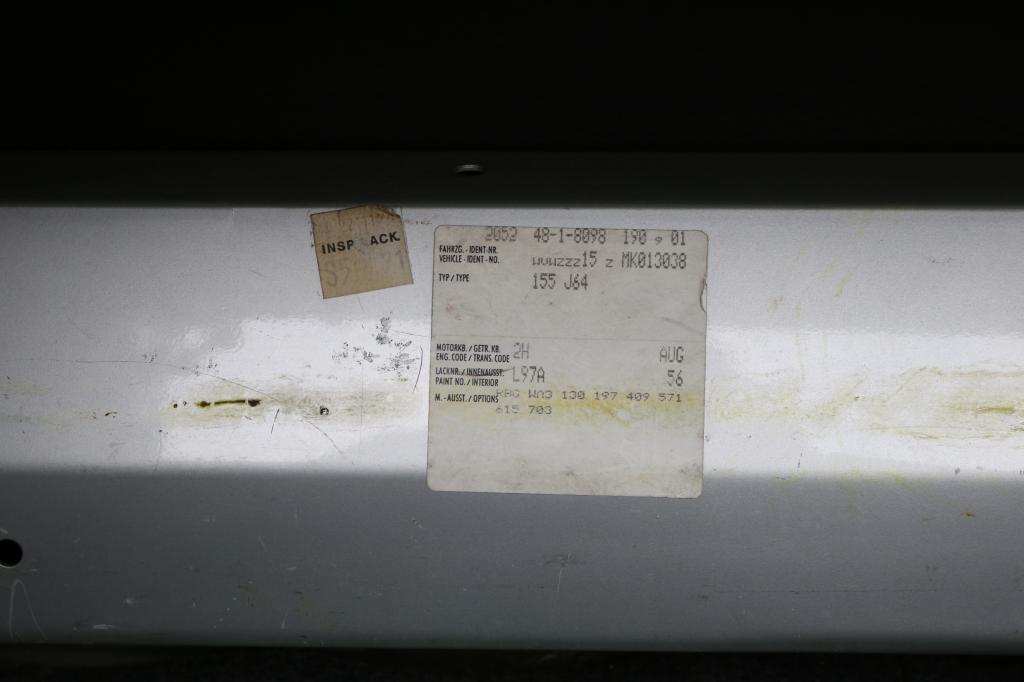 INSP ACK
2052 48-1-8098 190 9 01
FAHRZG. - IDENT-NR.
VEHICLE - IDENT - NO. WVWZZZ15 Z MK013038
TYP / TYPE 155 J64
MOTORKB. / GETR. KB.
ENG. CODE / TRANS. CODE 2H AUG
LACKNR. / INNENAUSST.
PAINT NO. / INTERIOR L97A 56
M. - AUSST. / OPTIONS WA3 130 197 409 571
615 703